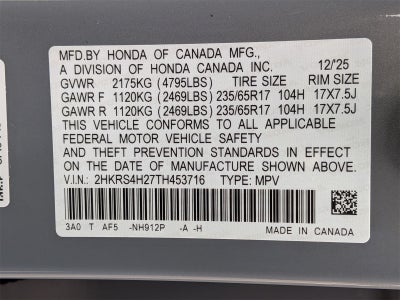 MFD.BY HONDA OF CANADA MFG.,
A DIVISION OF HONDA CANADA INC. 12/'25
GVWR 2175KG (4795LBS) TIRE SIZE RIM SIZE
GAWR F 1120KG (2469LBS) 235/65R17 104H 17X7.5J
GAWR R 1120KG (2469LBS) 235/65R17 104H 17X7.5J
THIS VEHICLE CONFORMS TO ALL APPLICABLE
FEDERAL MOTOR VEHICLE SAFETY
AND THEFT PREVENTION STANDARDS IN EFFECT
ON THE DATE OF MANUFACTURE SHOWN ABOVE.
V.I.N.: 2HKRS4H27TH453716 TYPE: MPV
3A0 T AF5 -NH912P -A -H
MADE IN CANADA